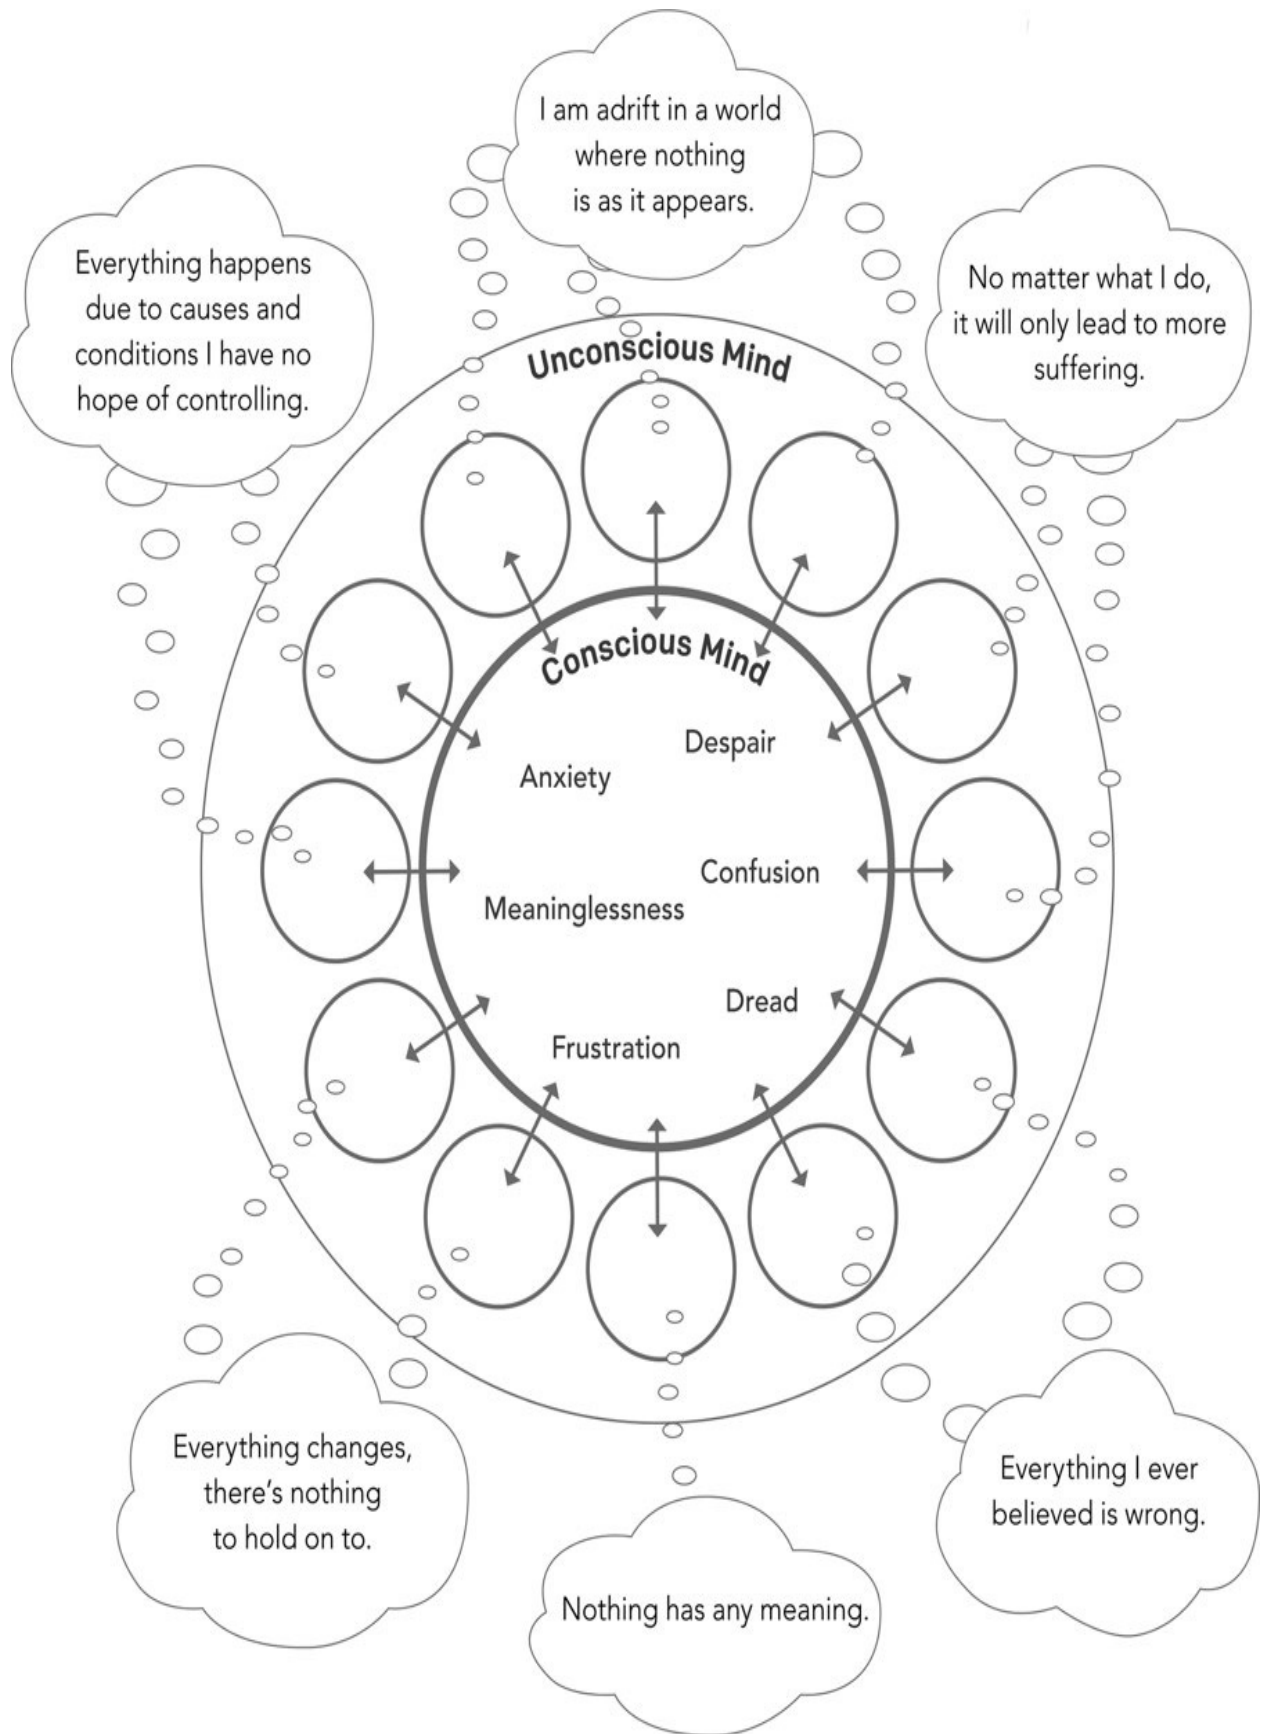 I am adrift in a world
where nothing
is as it appears.
Everything happens
due to causes and
conditions I have no
hope of controlling.
No matter what I do,
it will only lead to more
suffering.
Unconscious Mind
Conscious Mind
Despair
Anxiety
Confusion
Meaninglessness
Dread
Frustration
Everything changes,
there's nothing
to hold on to.
Everything I ever
believed is wrong.
Nothing has any meaning.